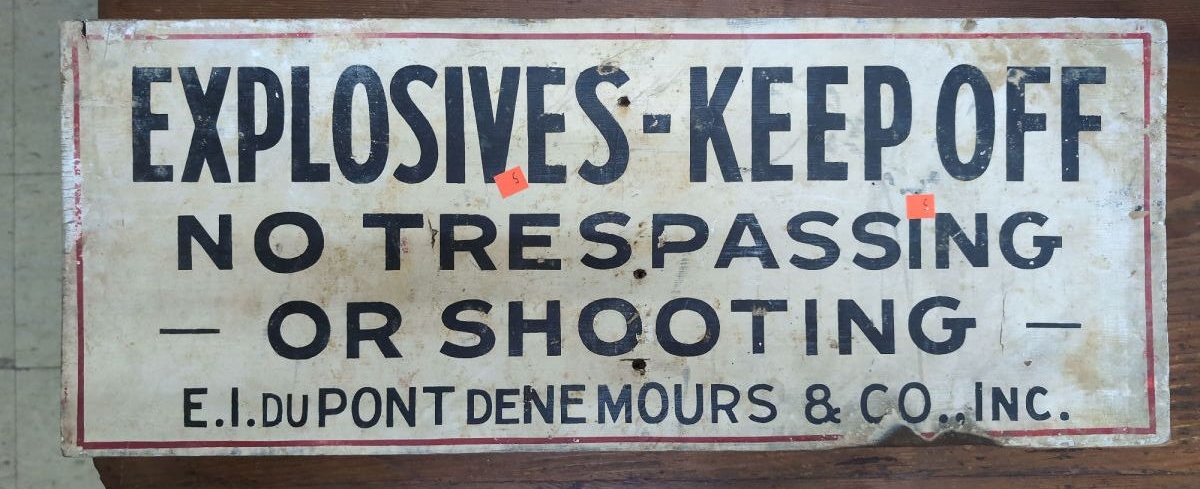 EXPLOSIVES - KEEP OFF
NO TRESPASSING
— OR SHOOTING —
E.I. DU PONT DE NEMOURS & CO., INC.